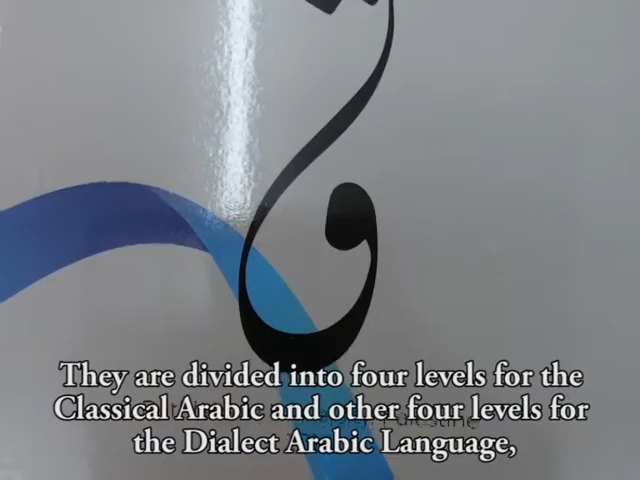 They are divided into four levels for the
Classical Arabic and other four levels for
the Dialect Arabic Language,